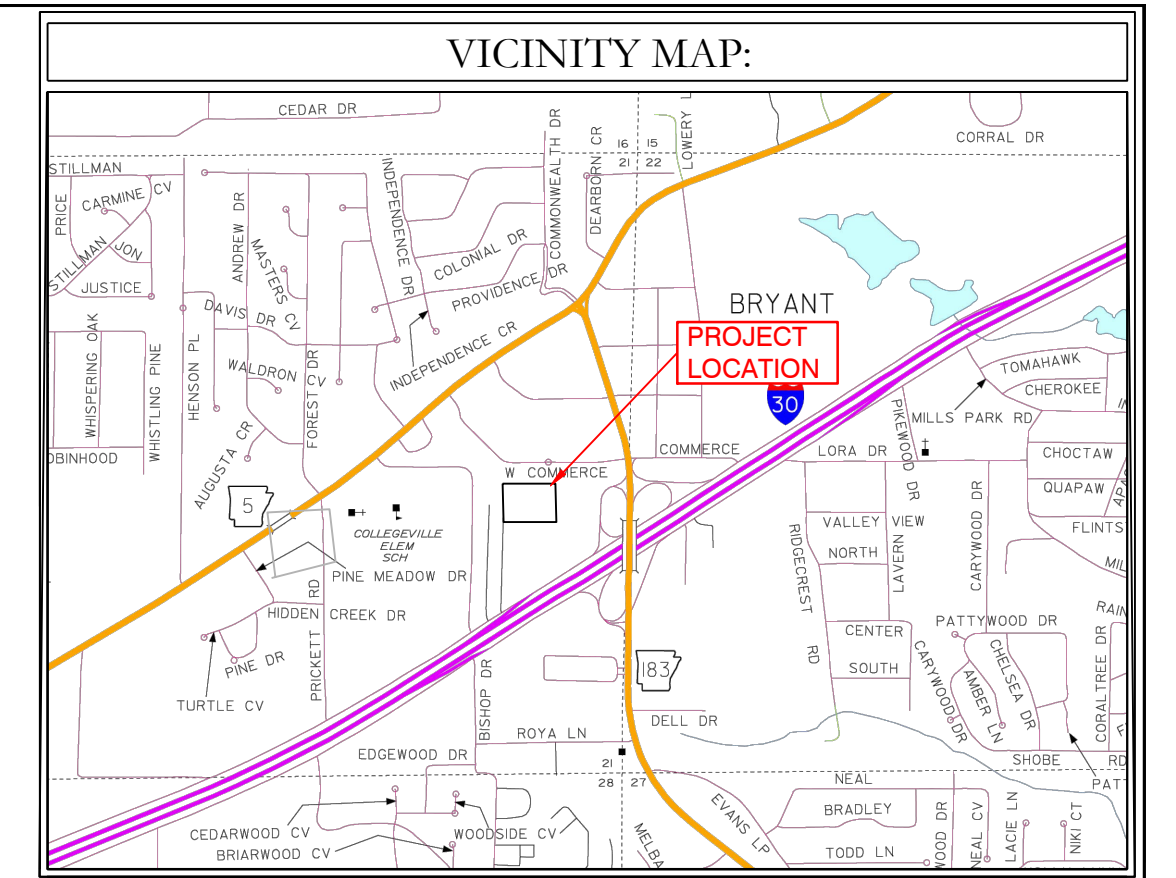 VICINITY MAP:
CEDAR DR
CORRAL DR
COMMONWEALTH DR
DEARBORN CR
LOWERY L
16 15
21 22
STILLMAN
PRICE
CARMINE CV
STILLMAN
JON
JUSTICE
ANDREW DR
MASTERS CV
INDEPENDENCE DR
COLONIAL DR
PROVIDENCE DR
DAVIS DR
INDEPENDENCE CR
BRYANT
PROJECT
LOCATION
30
WHISPERING OAK
WHISTLING PINE
HENSON PL
WALDRON CV
FOREST DR
TOMAHAWK
CHEROKEE
MILLS PARK RD
PIKEWOOD DR
OBINHOOD
AUGUSTA CR
COMMERCE
W COMMERCE
LORA DR
CHOCTAW
QUAPAW
FLINTS
5
COLLEGEVILLE
ELEM
SCH
VALLEY VIEW
NORTH
LAVERN
CARYWOOD DR
RIDGECREST RD
PINE MEADOW DR
HIDDEN CREEK DR
PRICKETT RD
PINE DR
TURTLE CV
CENTER
SOUTH
PATTYWOOD DR
CARYWOOD DR
AMBER LN
CHELSEA DR
CORALTREE DR
183
BISHOP DR
DELL DR
ROYA LN
EDGEWOOD DR
SHOBE RD
PATT
21
28 27
NEAL
BRADLEY
EVANS LP
TODD LN
CEDARWOOD CV
BRIARWOOD CV
WOODSIDE CV
MELBA
WOOD DR
NEAL CV
LACIE LN
NIKI CT